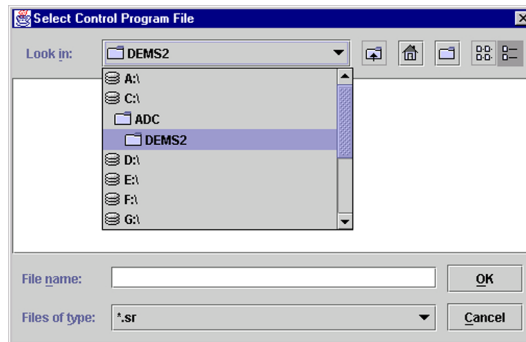 Select Control Program File
Look in: DEMS2
A:\
C:\
ADC
DEMS2
D:\
E:\
F:\
G:\
File name: OK
Files of type: *.sr Cancel